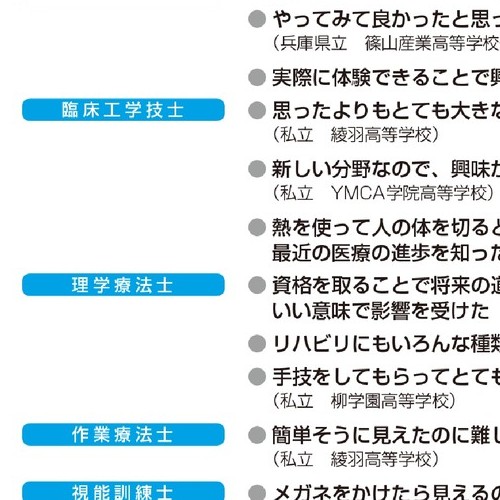 やってみて良かったと思っ
（兵庫県立　篠山産業高等学校
実際に体験できることで興
臨床工学技士
思ったよりもとても大きな
（私立　綾羽高等学校）
新しい分野なので、興味が
（私立　YMCA学院高等学校）
熱を使って人の体を切ると
最近の医療の進歩を知った
理学療法士
資格を取ることで将来の道
いい意味で影響を受けた
リハビリにもいろんな種類
手技をしてもらってとても
（私立　柳学園高等学校）
作業療法士
簡単そうに見えたのに難し
（私立　綾羽高等学校）
視能訓練士
メガネをかけたら見えるの